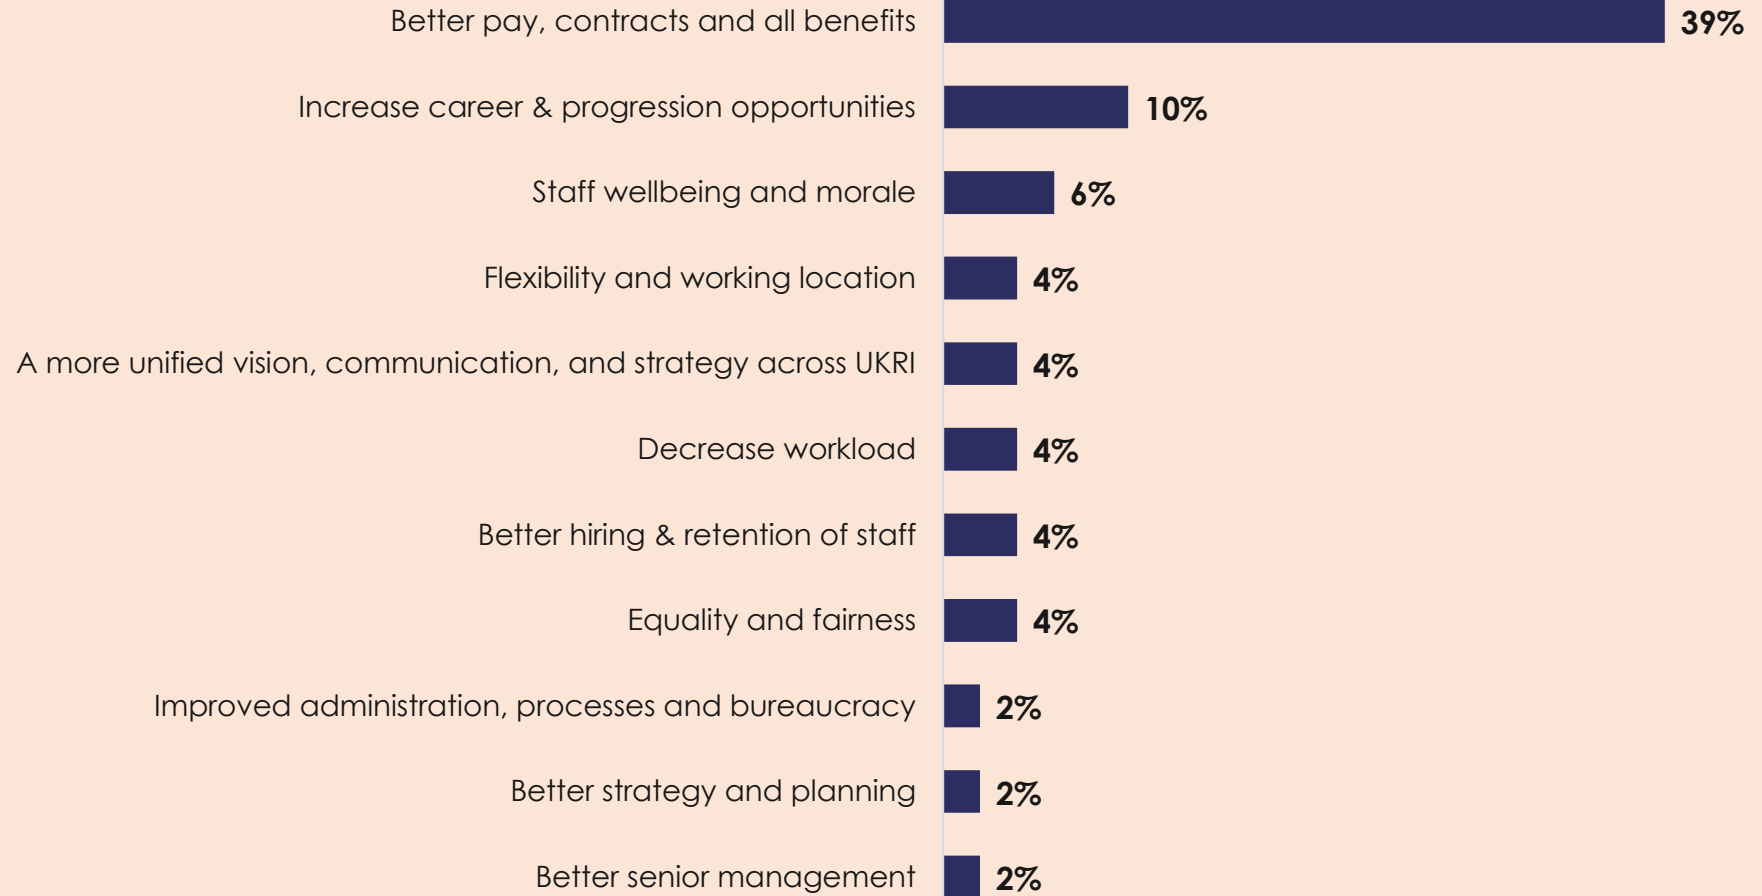 Better pay, contracts and all benefits 39%
Increase career & progression opportunities 10%
Staff wellbeing and morale 6%
Flexibility and working location 4%
A more unified vision, communication, and strategy across UKRI 4%
Decrease workload 4%
Better hiring & retention of staff 4%
Equality and fairness 4%
Improved administration, processes and bureaucracy 2%
Better strategy and planning 2%
Better senior management 2%